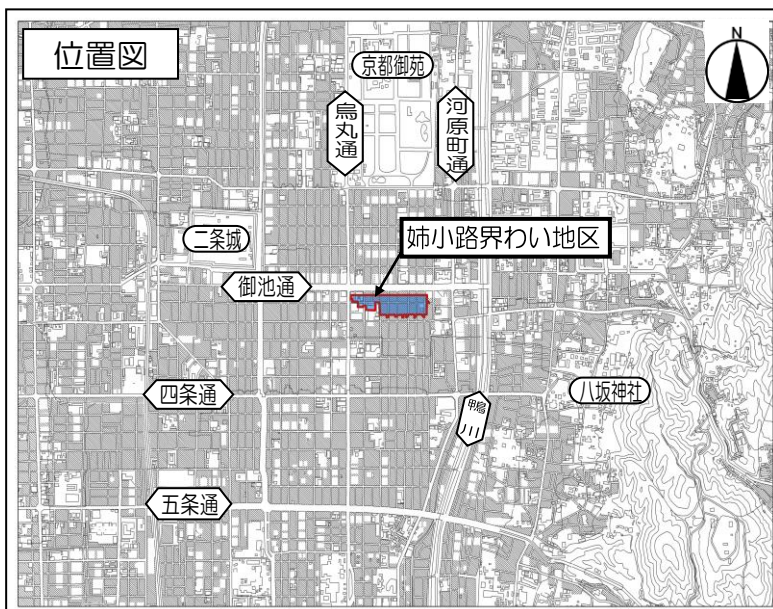 位置図
京都御苑
N
烏丸通
河原町通
二条城
姉小路界わい地区
御池通
四条通
八坂神社
鴨川
五条通